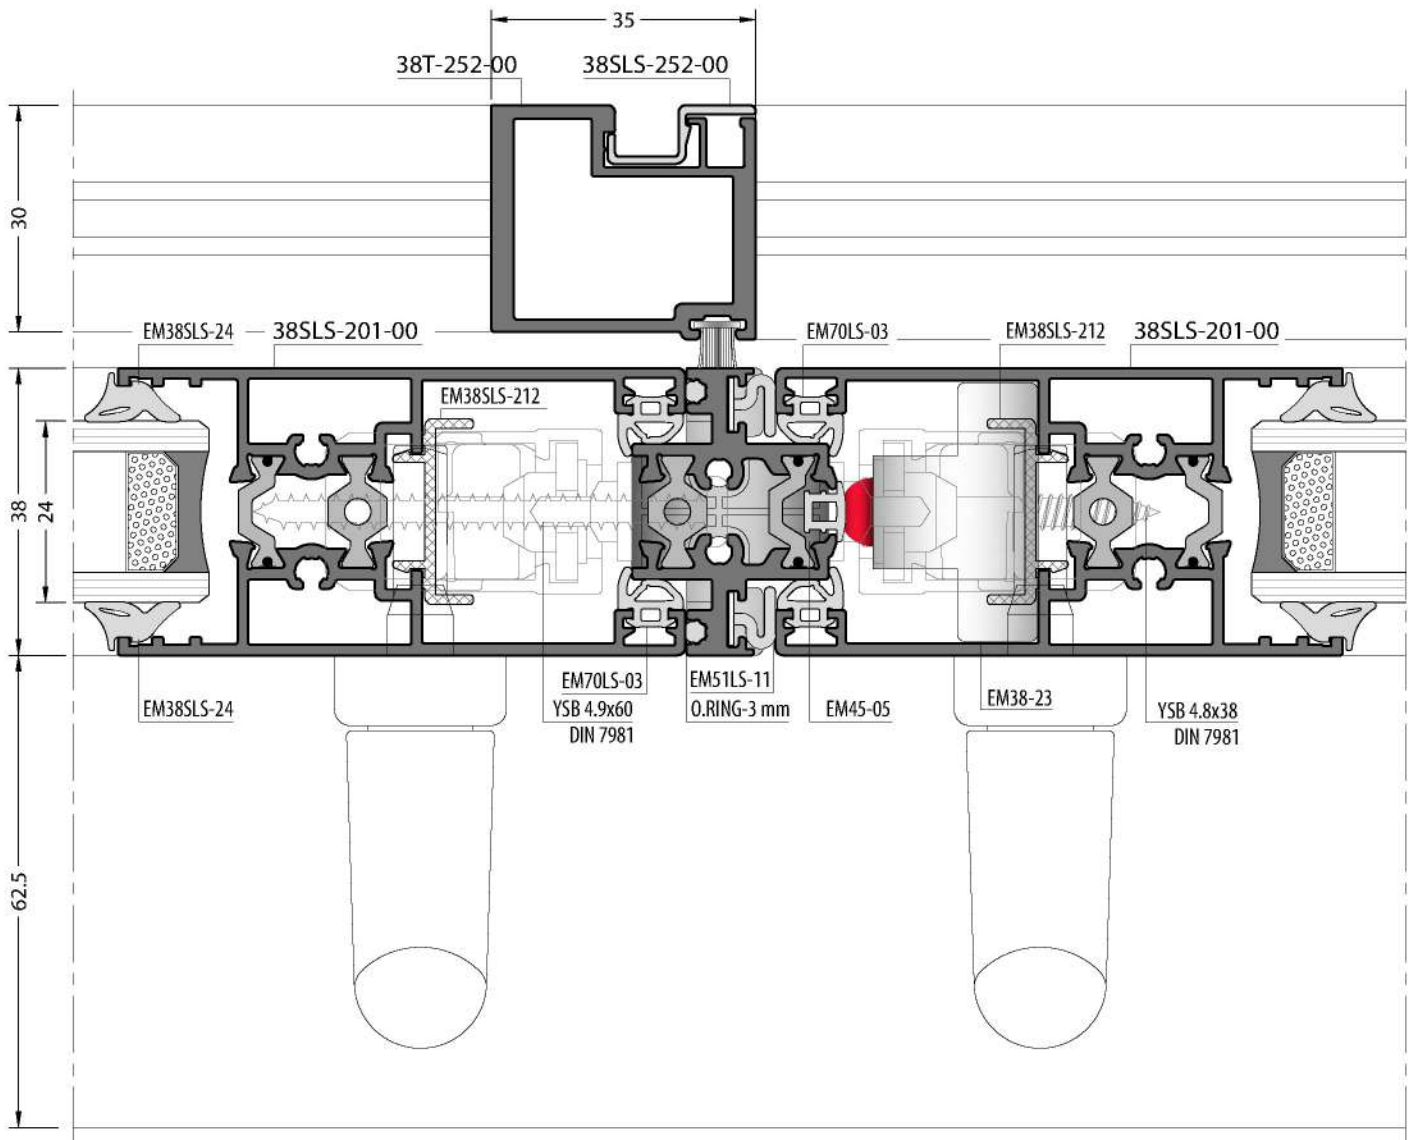 35
38T-252-00
38SLS-252-00
30
EM38SLS-24
38SLS-201-00
EM70LS-03
EM38SLS-212
38SLS-201-00
EM38SLS-212
38
24
EM70LS-03
EM51LS-11
EM38-23
EM38SLS-24
YSB 4.9x60
O.RING-3 mm
EM45-05
YSB 4.8x38
DIN 7981
DIN 7981
62.5